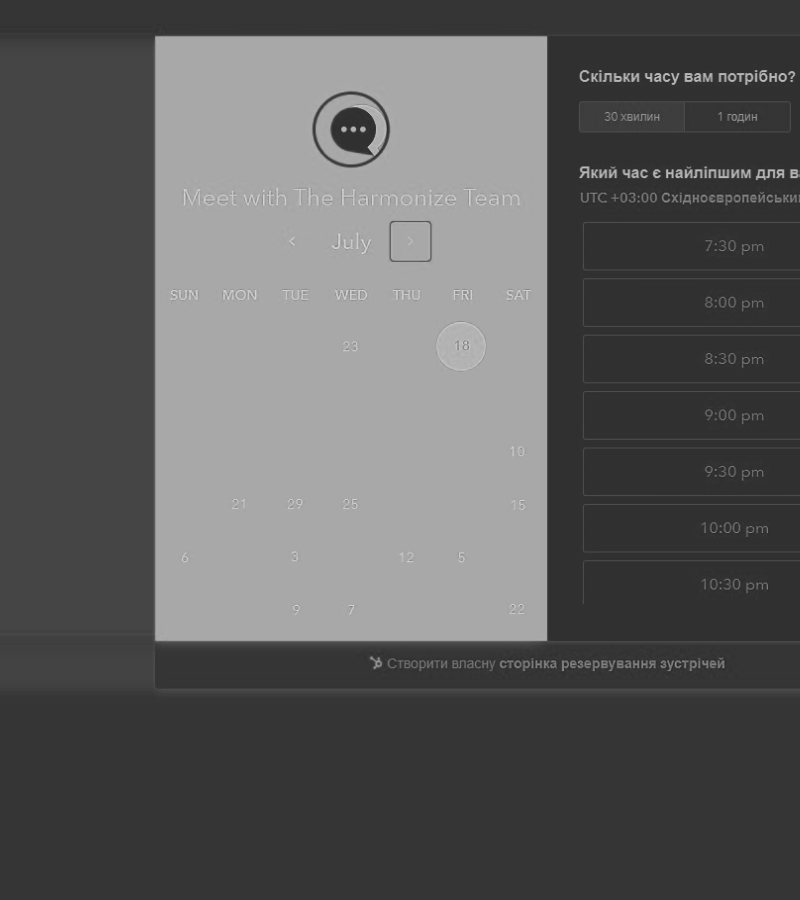 Meet with The Harmonize Team
July
SUN MON TUE WED THU FRI SAT
23 18
10
21 29 25 15
6 3 12 5
9 7 22
Скільки часу вам потрібно?
30 хвилин 1 годин
Який час є найліпшим для
UTC +03:00
7:30 pm
8:00 pm
8:30 pm
9:00 pm
9:30 pm
10:00 pm
10:30 pm
Створити власну сторінка резервування зустрічей